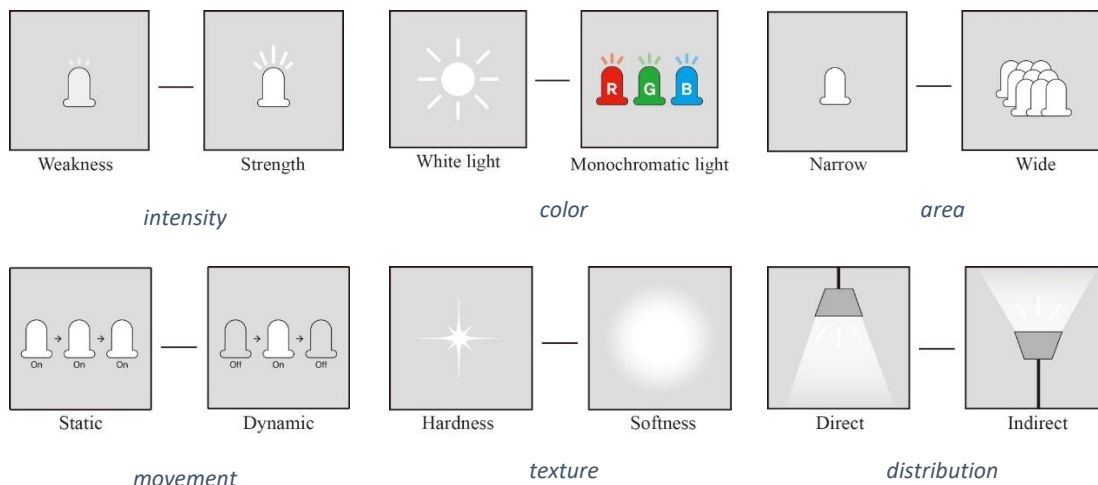 R G B
Weakness Strength White light Monochromatic light Narrow Wide
intensity color area
On On On Off On Off
Static Dynamic Hardness Softness Direct Indirect
movement texture distribution